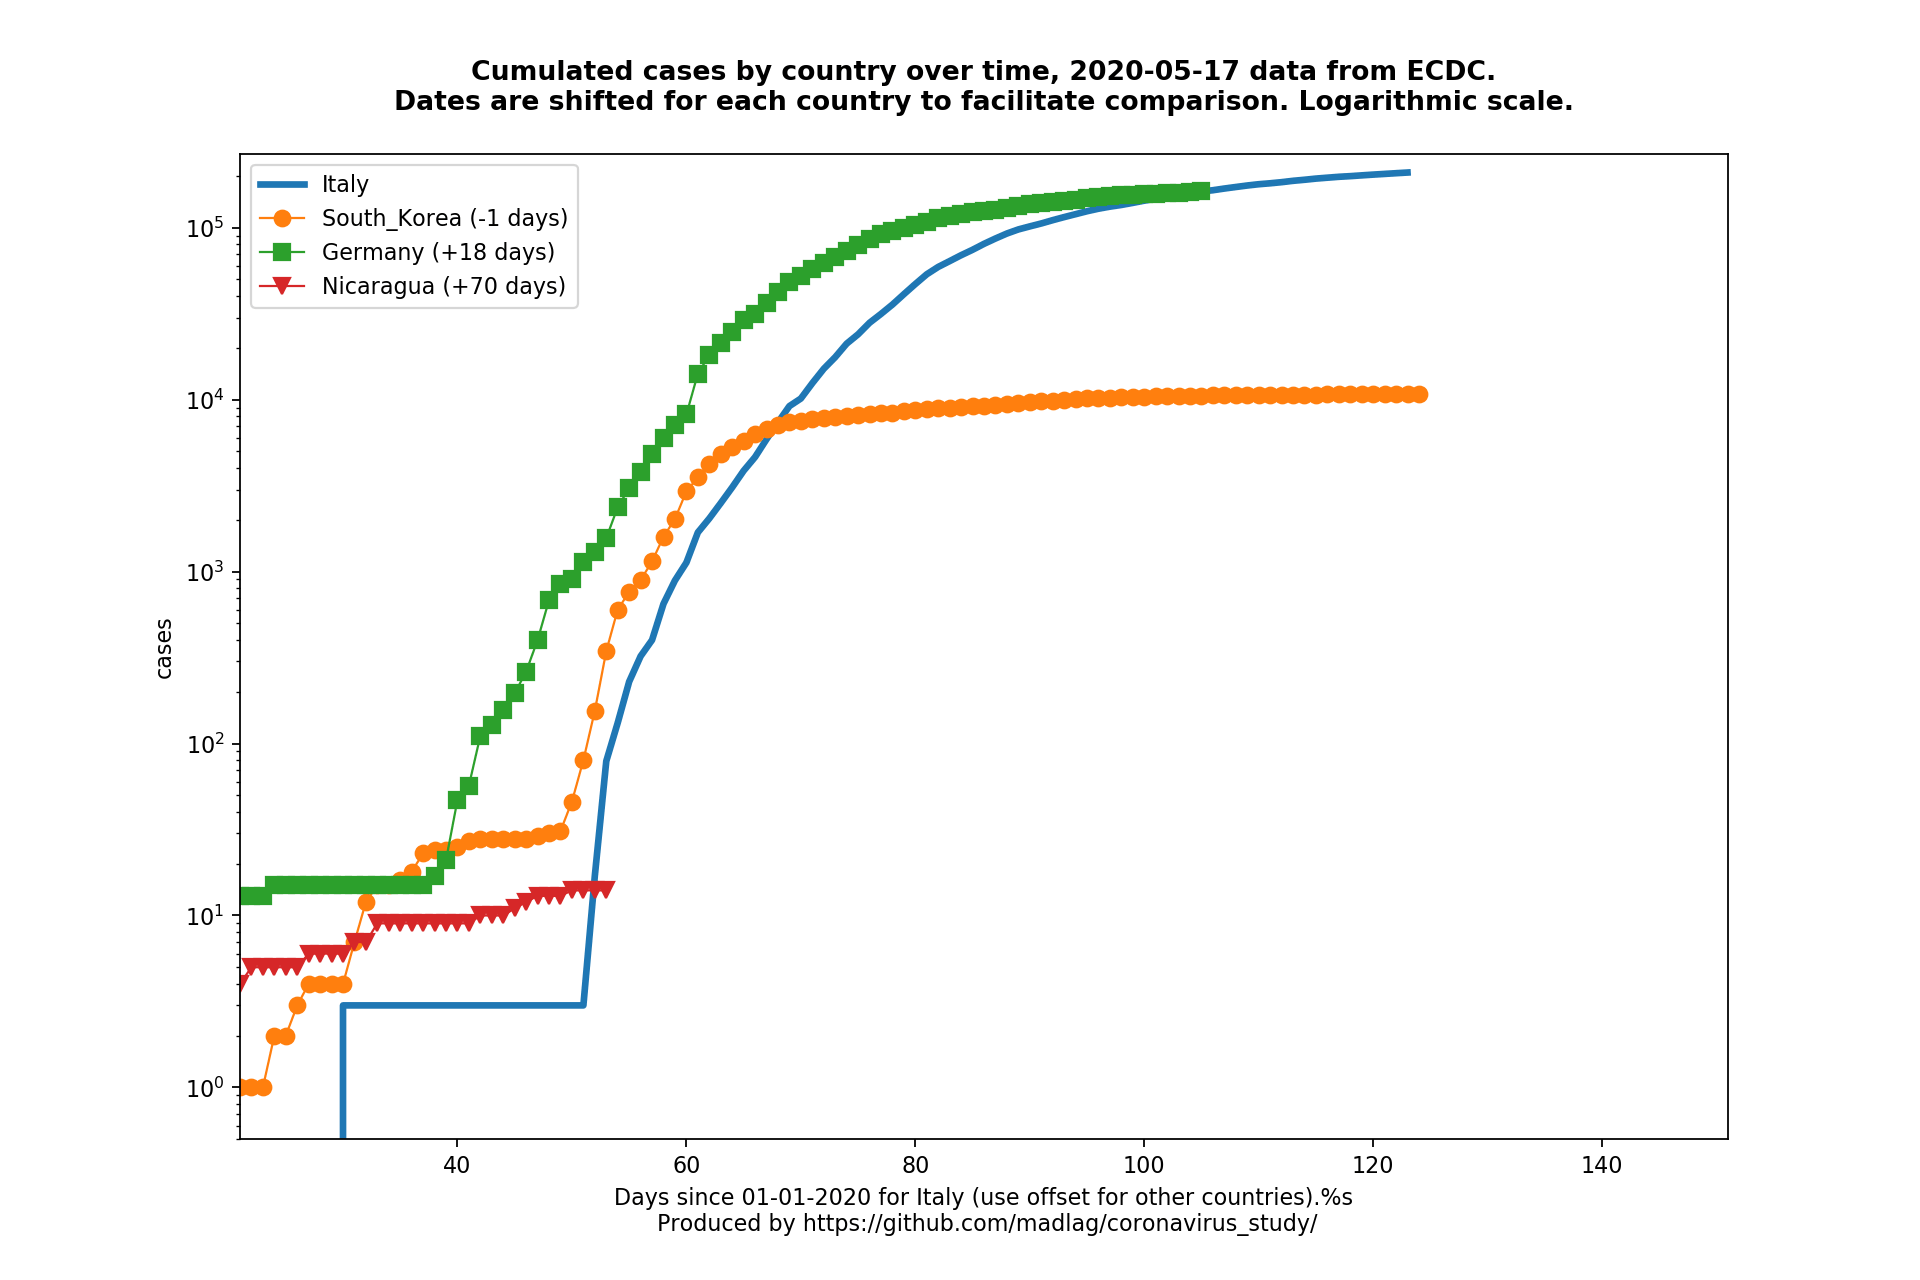 Cumulated cases by country over time, 2020-05-17 data from ECDC.
Dates are shifted for each country to facilitate comparison. Logarithmic scale.
Italy
South_Korea (-1 days)
Germany (+18 days)
Nicaragua (+70 days)
10⁵
10⁴
10³
10²
10¹
10⁰
cases
40 60 80 100 120 140
Days since 01-01-2020 for Italy (use offset for other countries).%s
Produced by https://github.com/madlag/coronavirus_study/